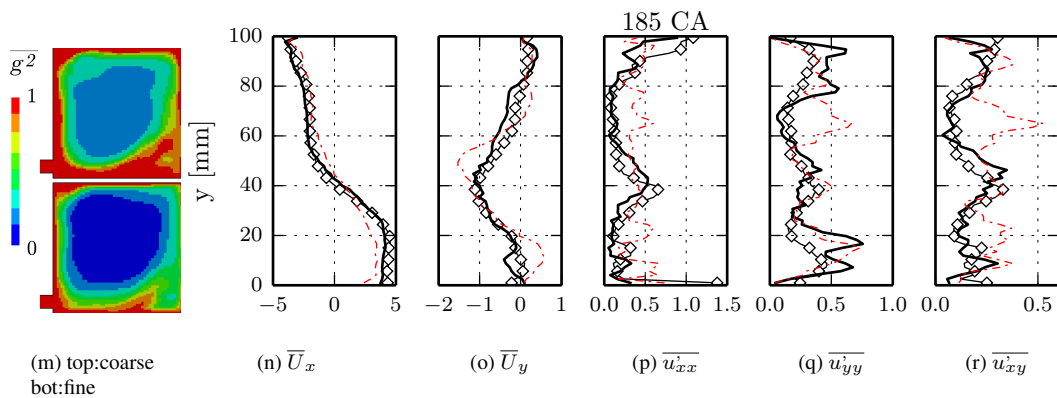 185 CA
g²
1
0
y [mm]
100
80
60
40
20
0
−5 0 5
−2 −1 0 1
0.0 0.5 1.0 1.5
0.0 0.5 1.0
0.0 0.5
(m) top:coarse
bot:fine
(n) U̅x
(o) U̅y
(p) u'xx
(q) u'yy
(r) u'xy